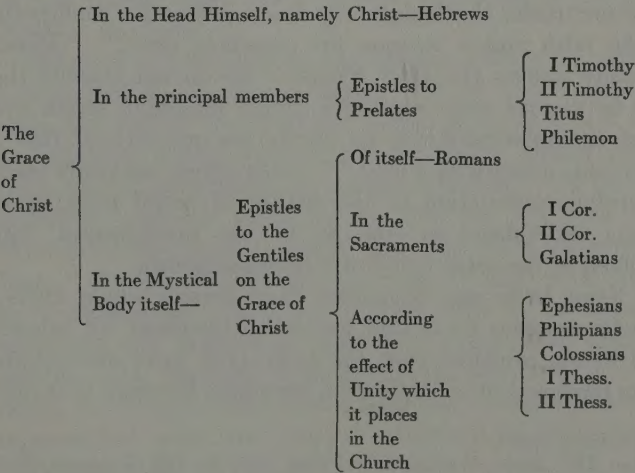 In the Head Himself, namely Christ—Hebrews
In the principal members
Epistles to
Prelates
I Timothy
II Timothy
Titus
Philemon
The
Grace
of
Christ
In the Mystical
Body itself—
Epistles
to the
Gentiles
on the
Grace of
Christ
Of itself—Romans
In the
Sacraments
I Cor.
II Cor.
Galatians
According
to the
effect of
Unity which
it places
in the
Church
Ephesians
Philipians
Colossians
I Thess.
II Thess.